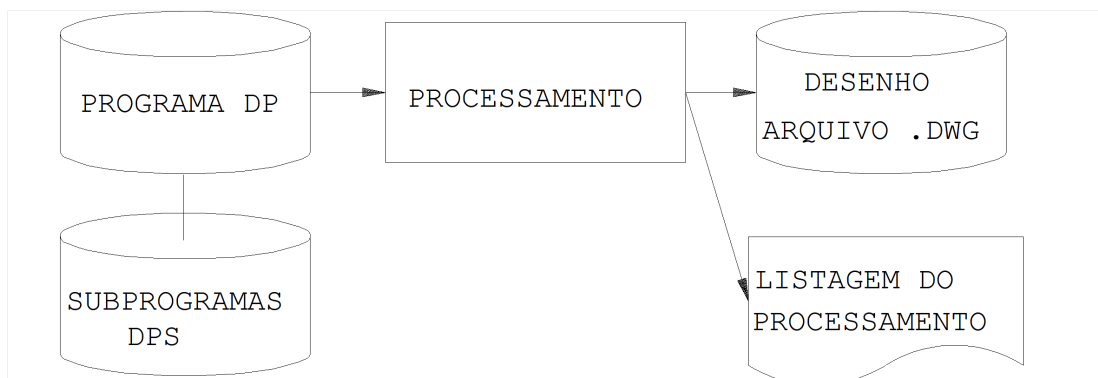 PROGRAMA DP
PROCESSAMENTO
DESENHO
ARQUIVO .DWG
SUBPROGRAMAS
DPS
LISTAGEM DO
PROCESSAMENTO